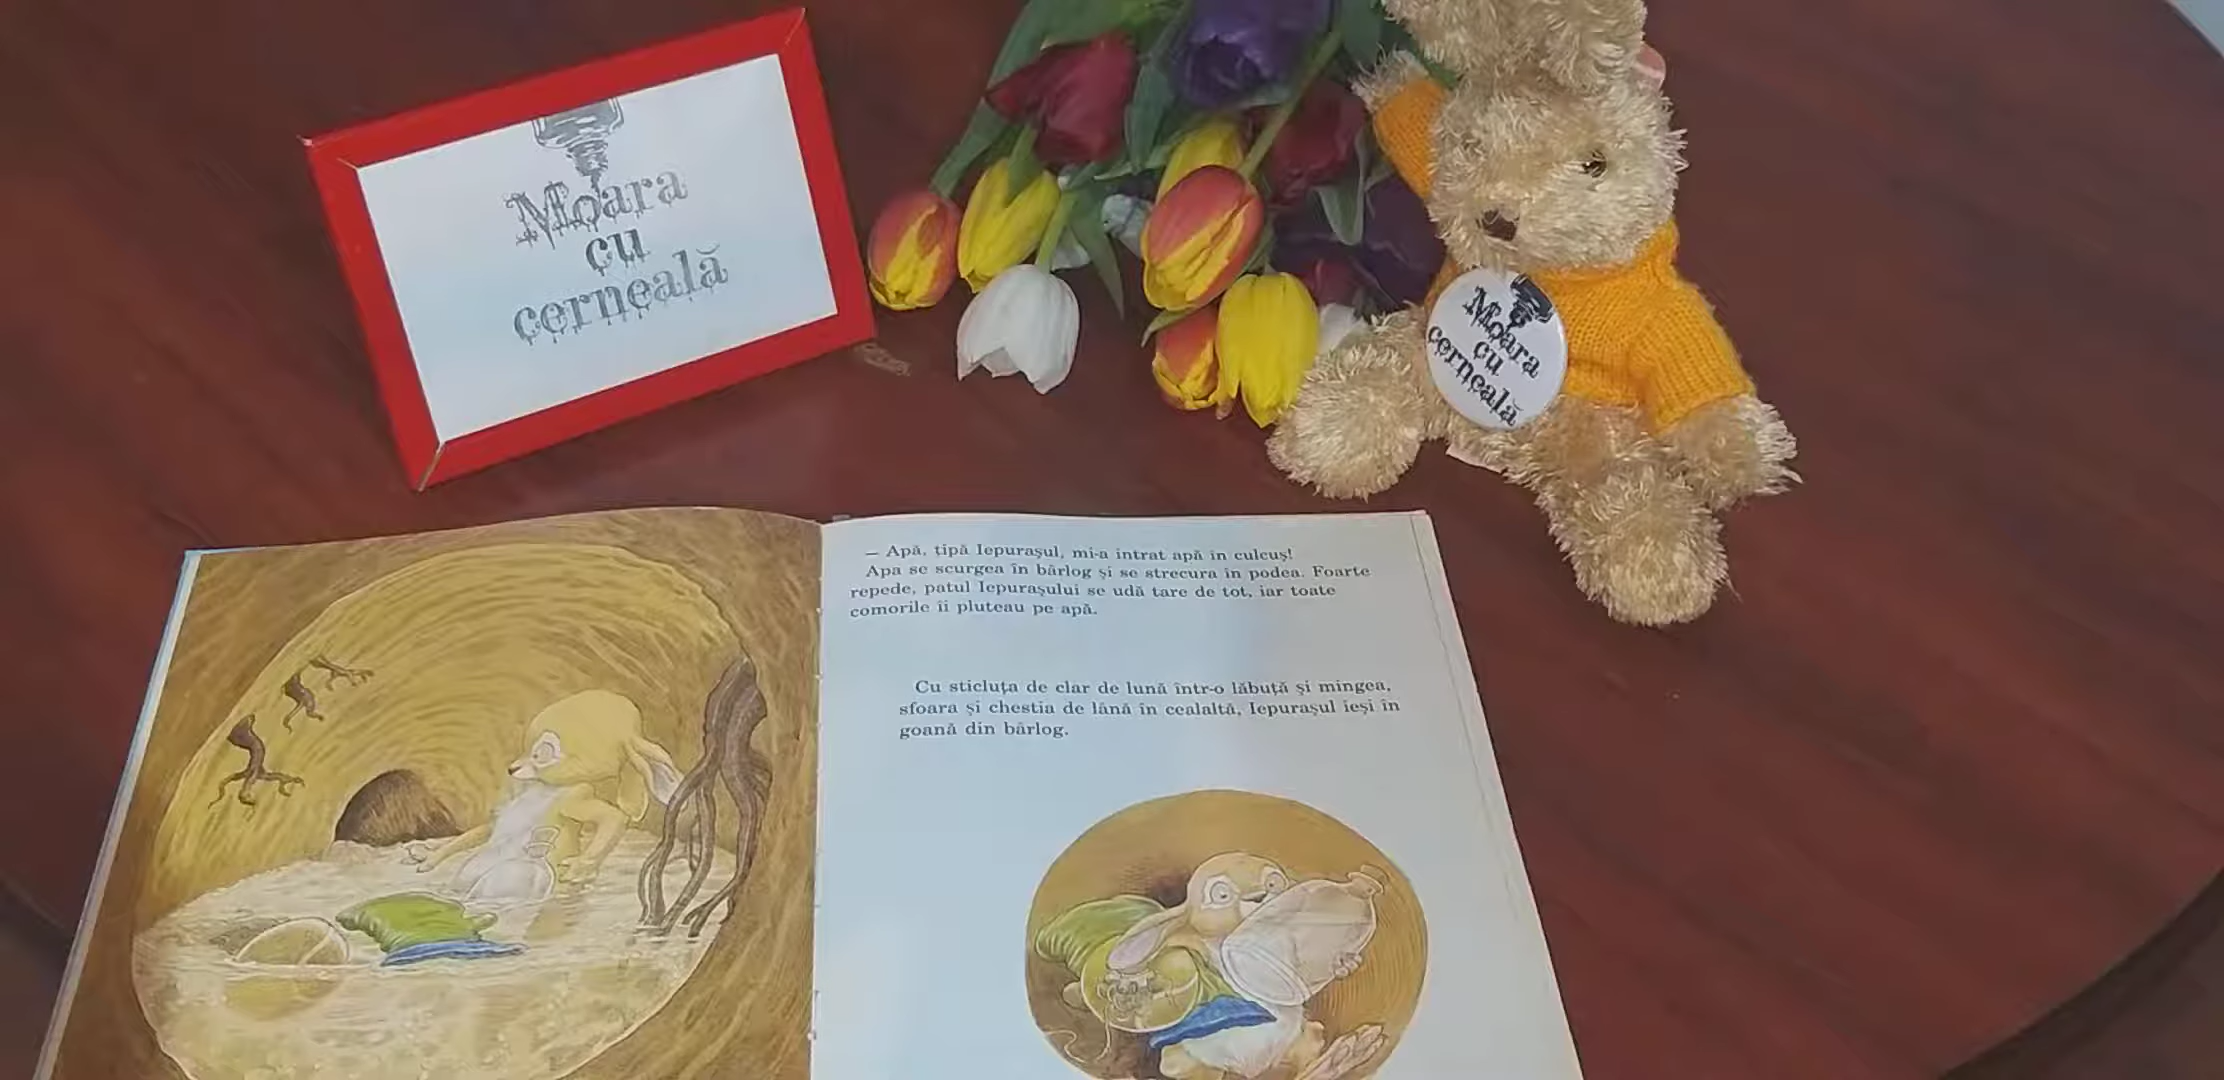 Moara
cu
cerneală
Moara
cu
cerneală
— Apă, țipă Iepurașul, mi-a intrat apă în culcuș!
Apa se scurgea în bârlog și se strecura în podea. Foarte
repede, patul Iepurașului se udă tare de tot, iar toate
comorile îi pluteau pe apă.
Cu sticluța de clar de lună într-o lăbuță și mingea,
sfoara și chestia de lână în cealaltă, Iepurașul ieși în
goană din bârlog.